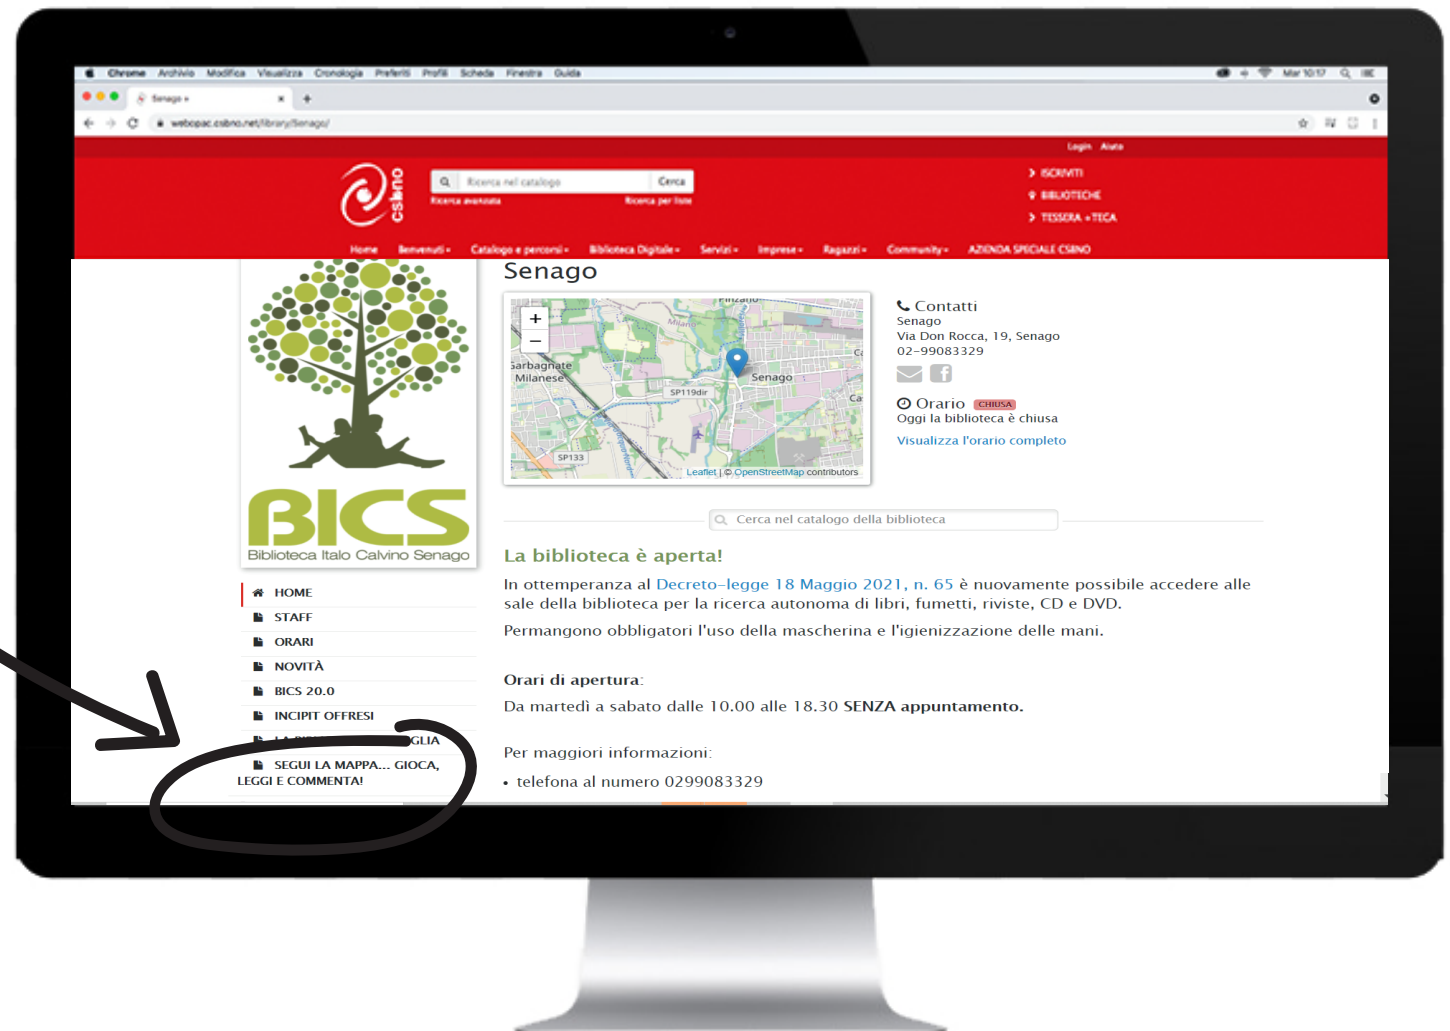 Chrome Archivio Modifica Visualizza Cronologia Preferiti Profili Scheda Finestra Guida
Mar 10:17
Senago +
webopac.csbno.net/library/Senago/
Login Aiuto
csbno
Ricerca nel catalogo Cerca
Ricerca avanzata Ricerca per liste
ISCRIVITI
BIBLIOTECHE
TESSERA +TECA
Home Benvenuti Catalogo e percorsi Biblioteca Digitale Servizi Imprese Ragazzi Community AZIENDA SPECIALE CSBNO
BICS
Biblioteca Italo Calvino Senago
HOME
STAFF
ORARI
NOVITÀ
BICS 20.0
INCIPIT OFFRESI
LA
SEGUI LA MAPPA... GIOCA,
LEGGI E COMMENTA!
Senago
+
−
Pinzano
Milano
Garbagnate
Milanese
Senago
SP119dir
SP133
Leaflet | © OpenStreetMap contributors
Contatti
Senago
Via Don Rocca, 19, Senago
02-99083329
Orario CHIUSA
Oggi la biblioteca è chiusa
Visualizza l'orario completo
Cerca nel catalogo della biblioteca
La biblioteca è aperta!
In ottemperanza al Decreto-legge 18 Maggio 2021, n. 65 è nuovamente possibile accedere alle
sale della biblioteca per la ricerca autonoma di libri, fumetti, riviste, CD e DVD.
Permangono obbligatori l'uso della mascherina e l'igienizzazione delle mani.
Orari di apertura:
Da martedì a sabato dalle 10.00 alle 18.30 SENZA appuntamento.
Per maggiori informazioni:
• telefona al numero 0299083329